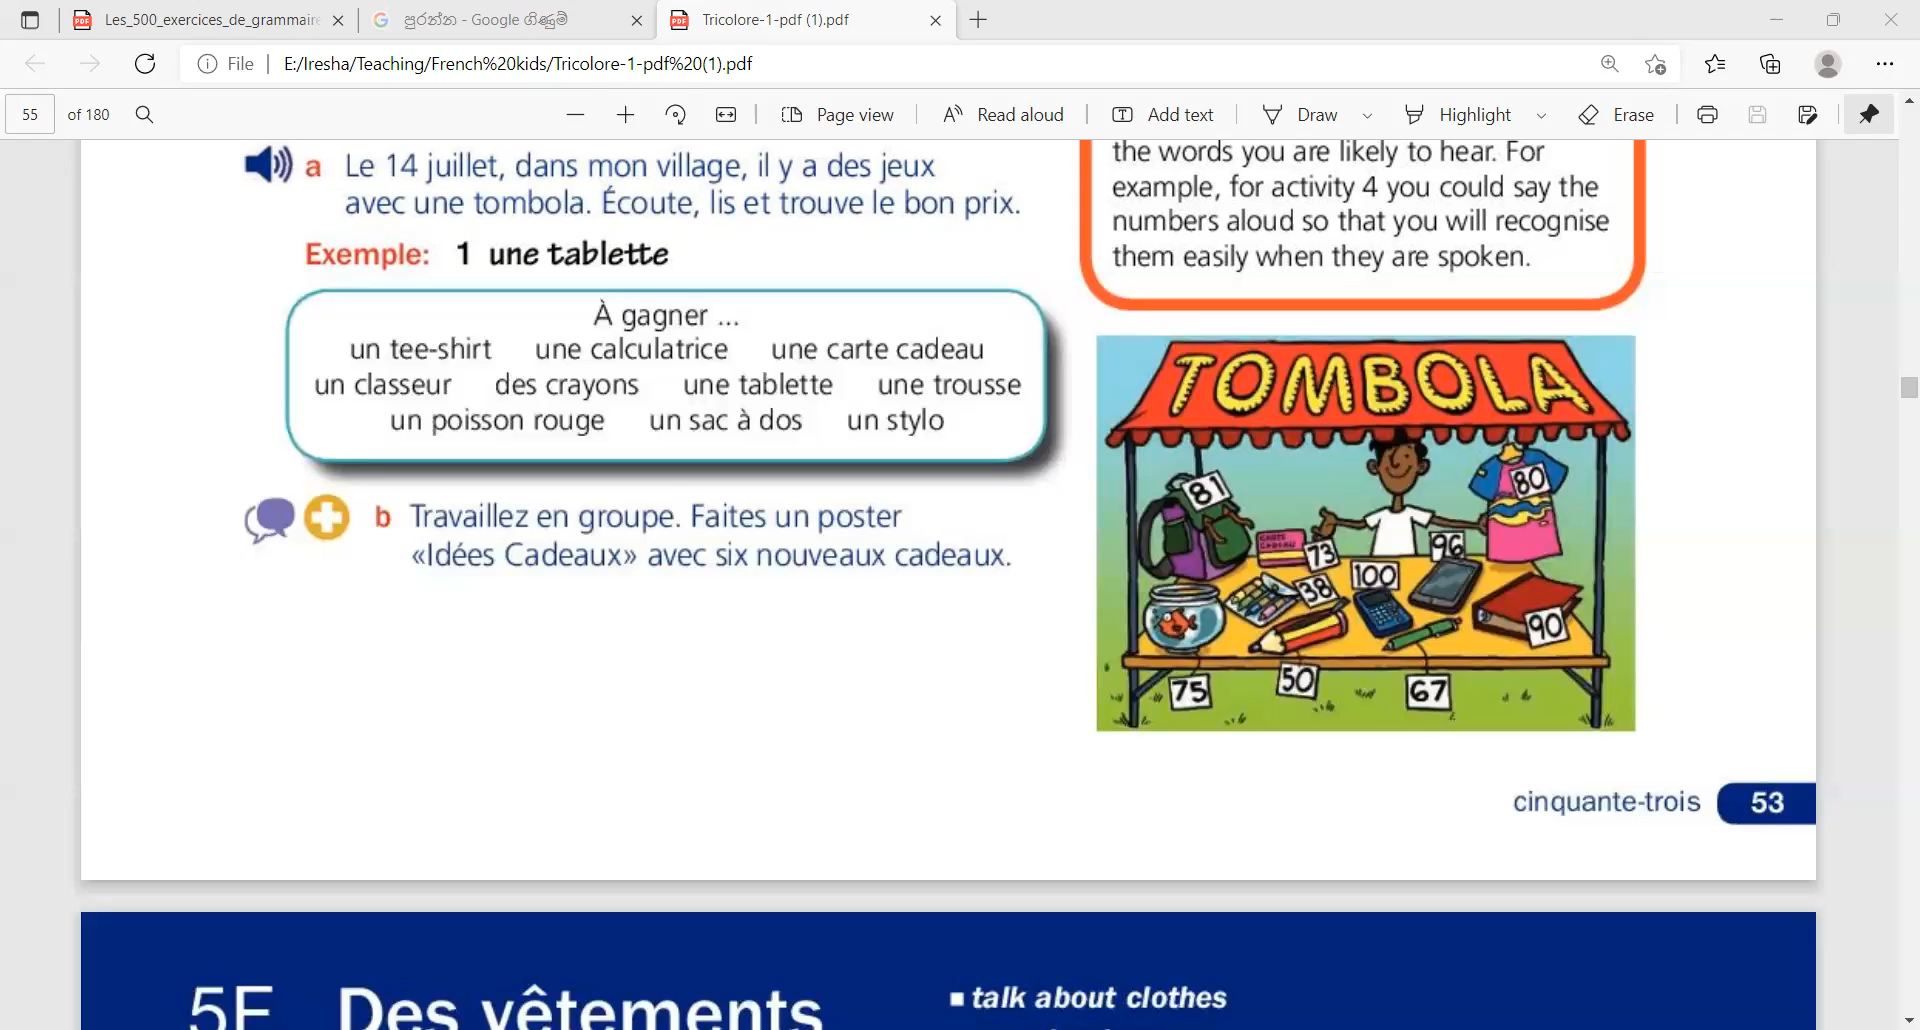 Les_500_exercices_de_grammaire
පුරන්න - Google ගිණුම්
Tricolore-1-pdf (1).pdf
File
E:/Iresha/Teaching/French%20kids/Tricolore-1-pdf%20(1).pdf
55 of 180
Page view
Read aloud
Add text
Draw
Highlight
Erase
a Le 14 juillet, dans mon village, il y a des jeux
avec une tombola. Écoute, lis et trouve le bon prix.
Exemple: 1 une tablette
À gagner ...
un tee-shirt une calculatrice une carte cadeau
un classeur des crayons une tablette une trousse
un poisson rouge un sac à dos un stylo
b Travaillez en groupe. Faites un poster
«Idées Cadeaux» avec six nouveaux cadeaux.
the words you are likely to hear. For
example, for activity 4 you could say the
numbers aloud so that you will recognise
them easily when they are spoken.
TOMBOLA
81
80
CARTE
CADEAU
73
96
38
100
90
75
50
67
cinquante-trois 53
5E Des vêtements
■ talk about clothes